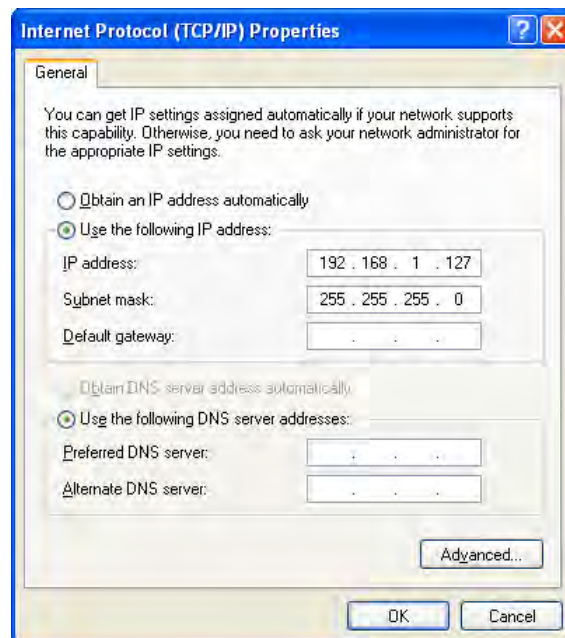 Internet Protocol (TCP/IP) Properties
General
You can get IP settings assigned automatically if your network supports
this capability. Otherwise, you need to ask your network administrator for
the appropriate IP settings.
Obtain an IP address automatically
Use the following IP address:
IP address: 192 . 168 . 1 . 127
Subnet mask: 255 . 255 . 255 . 0
Default gateway: . . .
Obtain DNS server address automatically
Use the following DNS server addresses:
Preferred DNS server: . . .
Alternate DNS server: . . .
Advanced...
OK Cancel